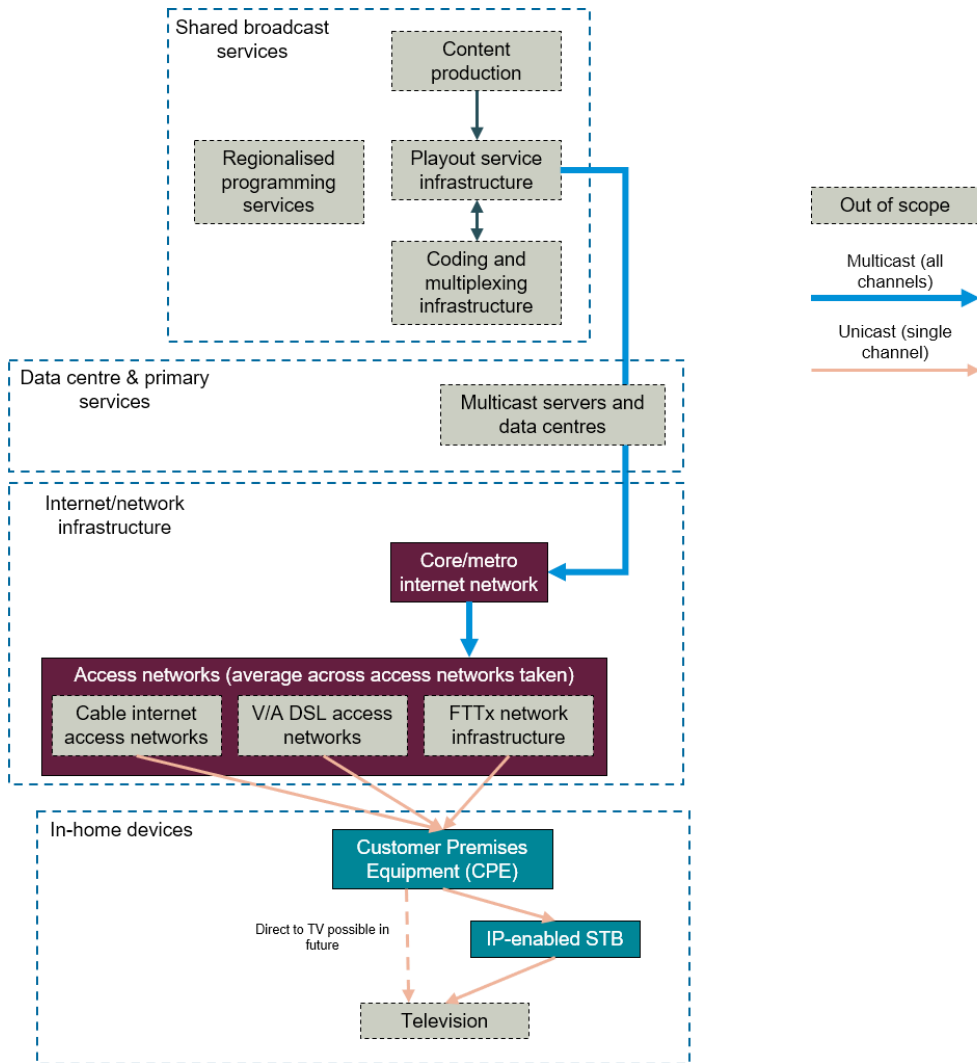 Shared broadcast
services
Content
production
Regionalised
programming
services
Playout service
infrastructure
Coding and
multiplexing
infrastructure
Out of scope
Multicast (all
channels)
Unicast (single
channel)
Data centre & primary
services
Multicast servers and
data centres
Internet/network
infrastructure
Core/metro
internet network
Access networks (average across access networks taken)
Cable internet
access networks
V/A DSL access
networks
FTTx network
infrastructure
In-home devices
Customer Premises
Equipment (CPE)
Direct to TV possible in
future
IP-enabled STB
Television